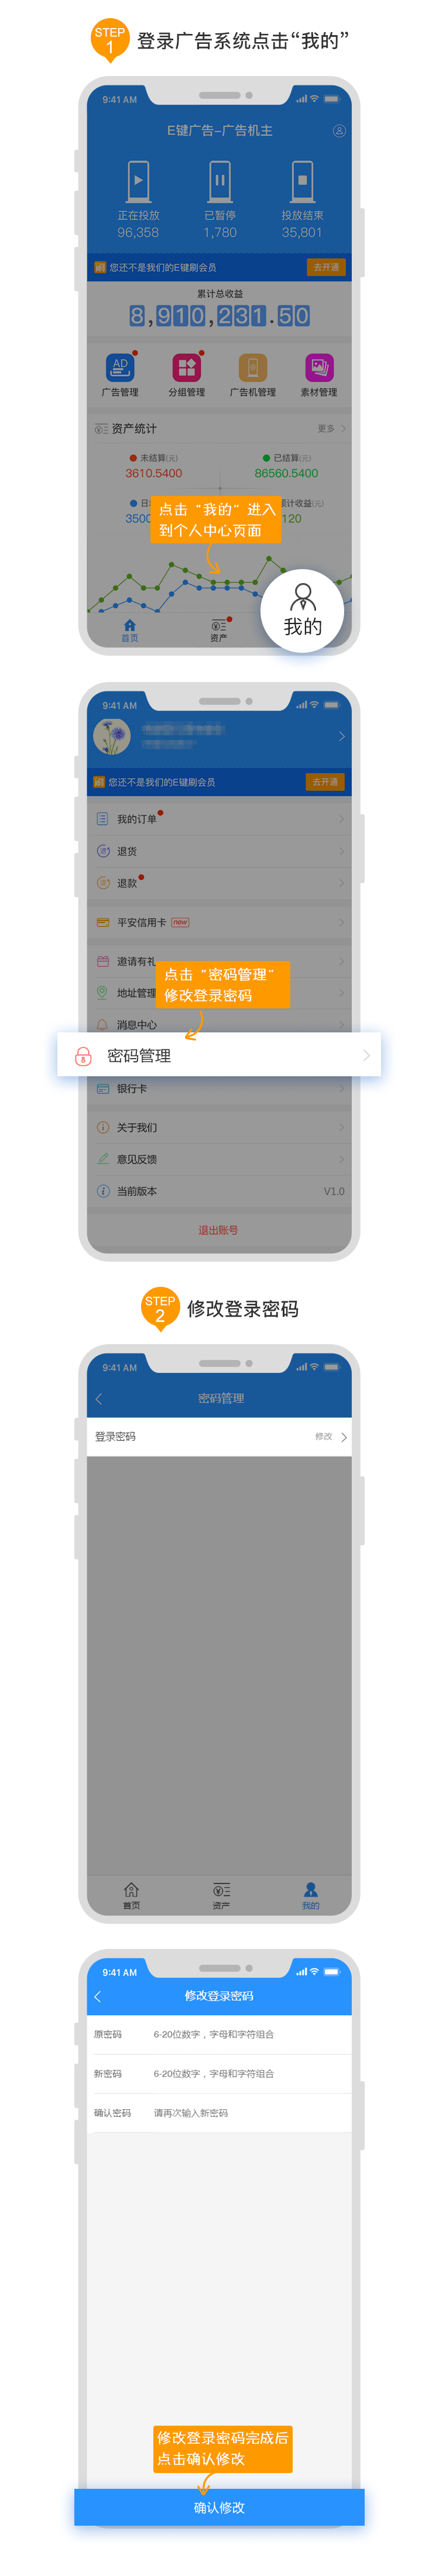 STEP
1
登录广告系统点击“我的”
9:41 AM
E键广告-广告机主
正在投放 已暂停 投放结束
96,358 1,780 35,801
刷 您还不是我们的E键刷会员 去开通
累计总收益
8,910,231.50
AD
广告管理 分组管理 广告机管理 素材管理
资产统计 更多
未结算(元) 已结算(元)
3610.5400 86560.5400
日 计收益(元)
3500 120
点击“我的”进入
到个人中心页面
我的
首页 资产
9:41 AM
刷 您还不是我们的E键刷会员 去开通
我的订单
退货
退款
平安信用卡 new
邀请有礼
地址管理
点击“密码管理”
修改登录密码
消息中心
密码管理
银行卡
关于我们
意见反馈
当前版本 V1.0
退出账号
STEP
2
修改登录密码
9:41 AM
密码管理
登录密码 修改
首页 资产 我的
9:41 AM
修改登录密码
原密码 6-20位数字，字母和字符组合
新密码 6-20位数字，字母和字符组合
确认密码 请再次输入新密码
修改登录密码完成后
点击确认修改
确认修改